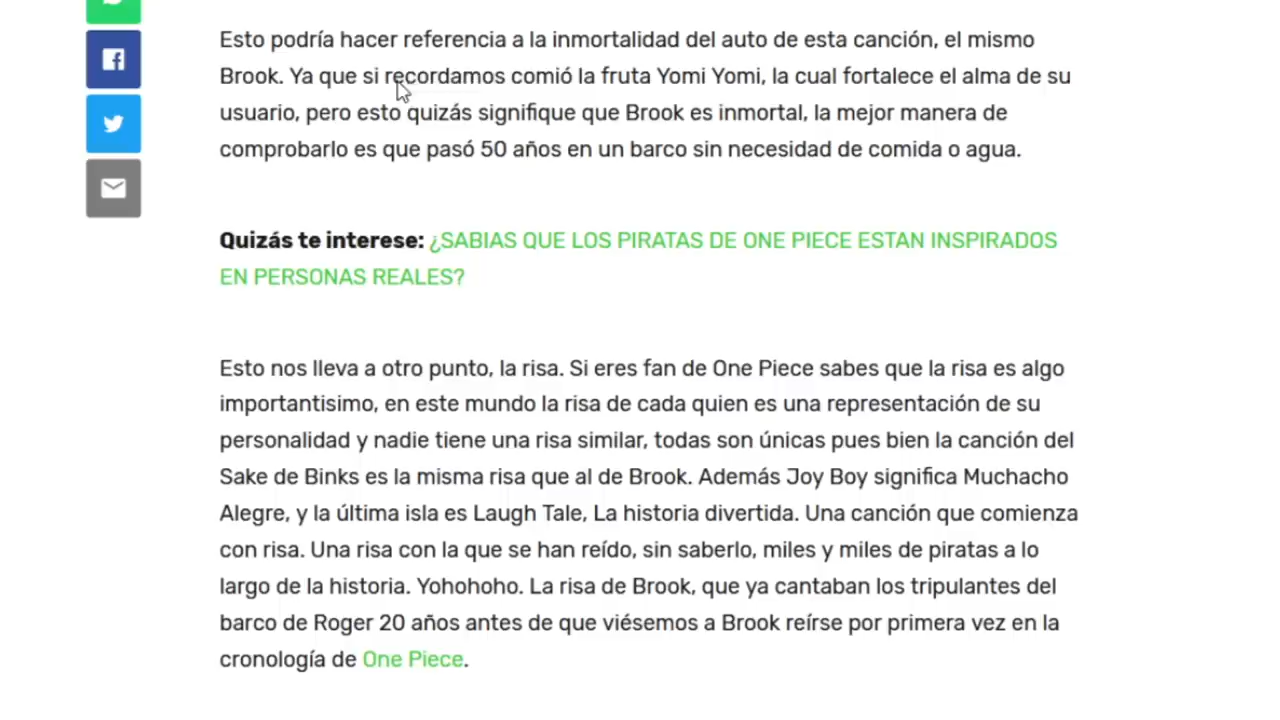 Esto podría hacer referencia a la inmortalidad del auto de esta canción, el mismo
Brook. Ya que si recordamos comió la fruta Yomi Yomi, la cual fortalece el alma de su
usuario, pero esto quizás signifique que Brook es inmortal, la mejor manera de
comprobarlo es que pasó 50 años en un barco sin necesidad de comida o agua.
Quizás te interese: ¿SABIAS QUE LOS PIRATAS DE ONE PIECE ESTAN INSPIRADOS
EN PERSONAS REALES?
Esto nos lleva a otro punto, la risa. Si eres fan de One Piece sabes que la risa es algo
importantisimo, en este mundo la risa de cada quien es una representación de su
personalidad y nadie tiene una risa similar, todas son únicas pues bien la canción del
Sake de Binks es la misma risa que al de Brook. Además Joy Boy significa Muchacho
Alegre, y la última isla es Laugh Tale, La historia divertida. Una canción que comienza
con risa. Una risa con la que se han reído, sin saberlo, miles y miles de piratas a lo
largo de la historia. Yohohoho. La risa de Brook, que ya cantaban los tripulantes del
barco de Roger 20 años antes de que viésemos a Brook reírse por primera vez en la
cronología de One Piece.